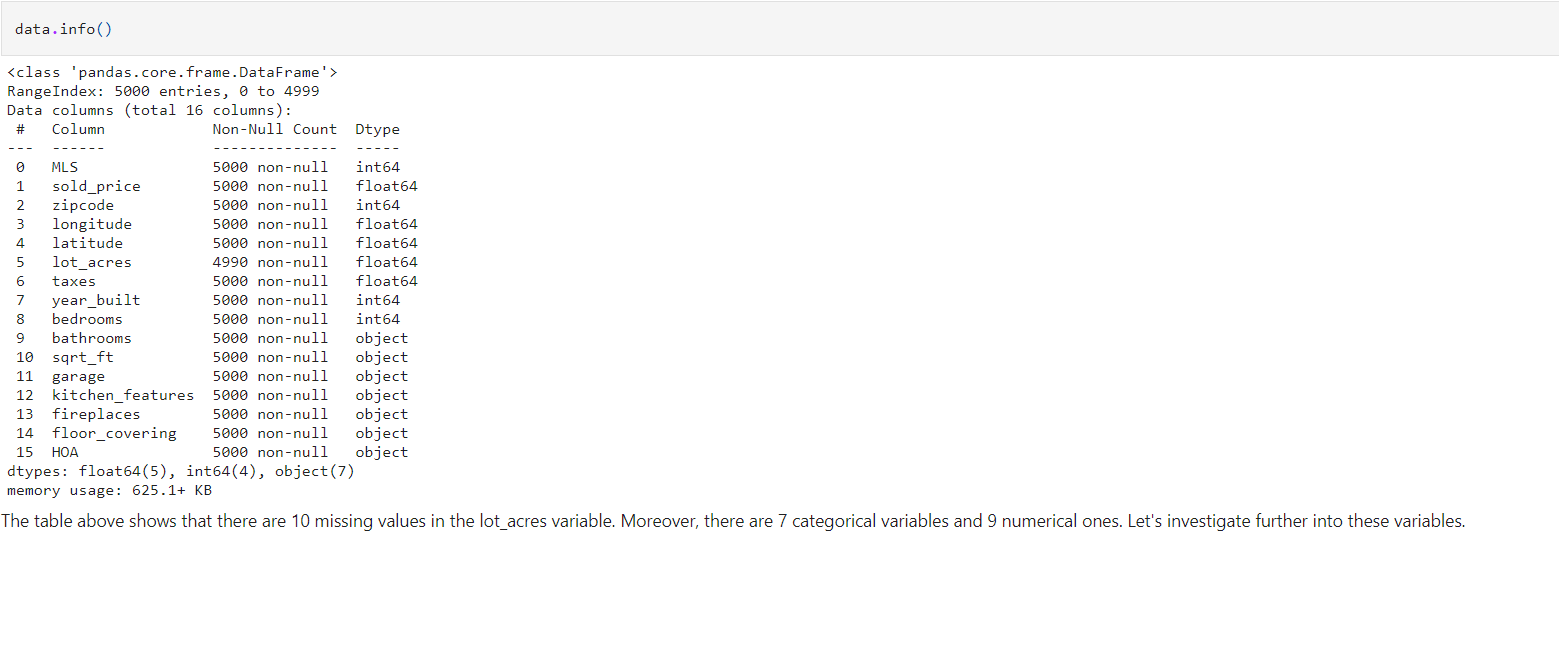 data.info()
<class 'pandas.core.frame.DataFrame'>
RangeIndex: 5000 entries, 0 to 4999
Data columns (total 16 columns):
 #   Column            Non-Null Count  Dtype
---  ------            --------------  -----
 0   MLS               5000 non-null   int64
 1   sold_price        5000 non-null   float64
 2   zipcode           5000 non-null   int64
 3   longitude         5000 non-null   float64
 4   latitude          5000 non-null   float64
 5   lot_acres         4990 non-null   float64
 6   taxes             5000 non-null   float64
 7   year_built        5000 non-null   int64
 8   bedrooms          5000 non-null   int64
 9   bathrooms         5000 non-null   object
 10  sqrt_ft           5000 non-null   object
 11  garage            5000 non-null   object
 12  kitchen_features  5000 non-null   object
 13  fireplaces        5000 non-null   object
 14  floor_covering    5000 non-null   object
 15  HOA               5000 non-null   object
dtypes: float64(5), int64(4), object(7)
memory usage: 625.1+ KB
The table above shows that there are 10 missing values in the lot_acres variable. Moreover, there are 7 categorical variables and 9 numerical ones. Let's investigate further into these variables.